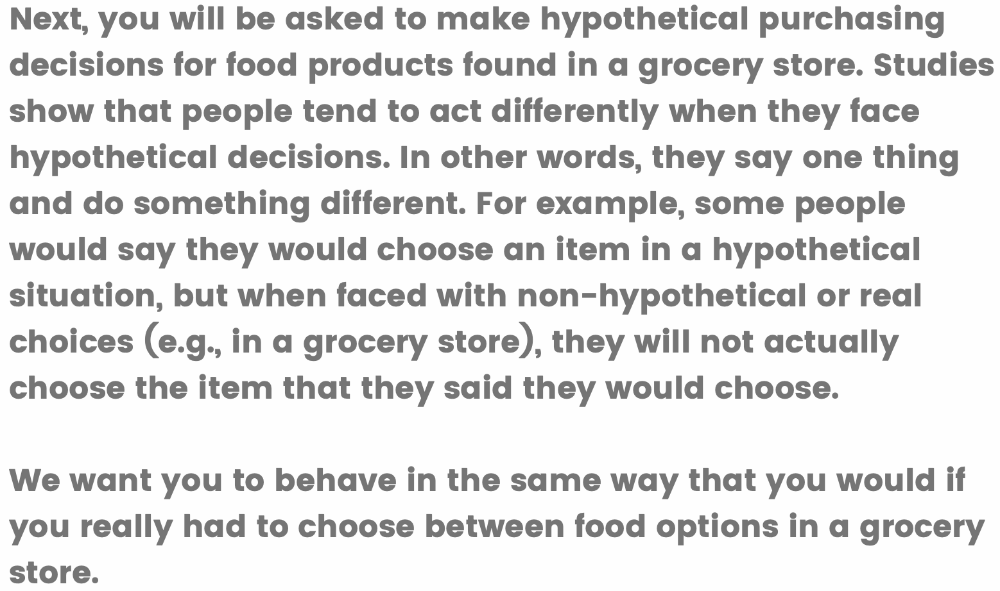 Next, you will be asked to make hypothetical purchasing
decisions for food products found in a grocery store. Studies
show that people tend to act differently when they face
hypothetical decisions. In other words, they say one thing
and do something different. For example, some people
would say they would choose an item in a hypothetical
situation, but when faced with non-hypothetical or real
choices (e.g., in a grocery store), they will not actually
choose the item that they said they would choose.
We want you to behave in the same way that you would if
you really had to choose between food options in a grocery
store.